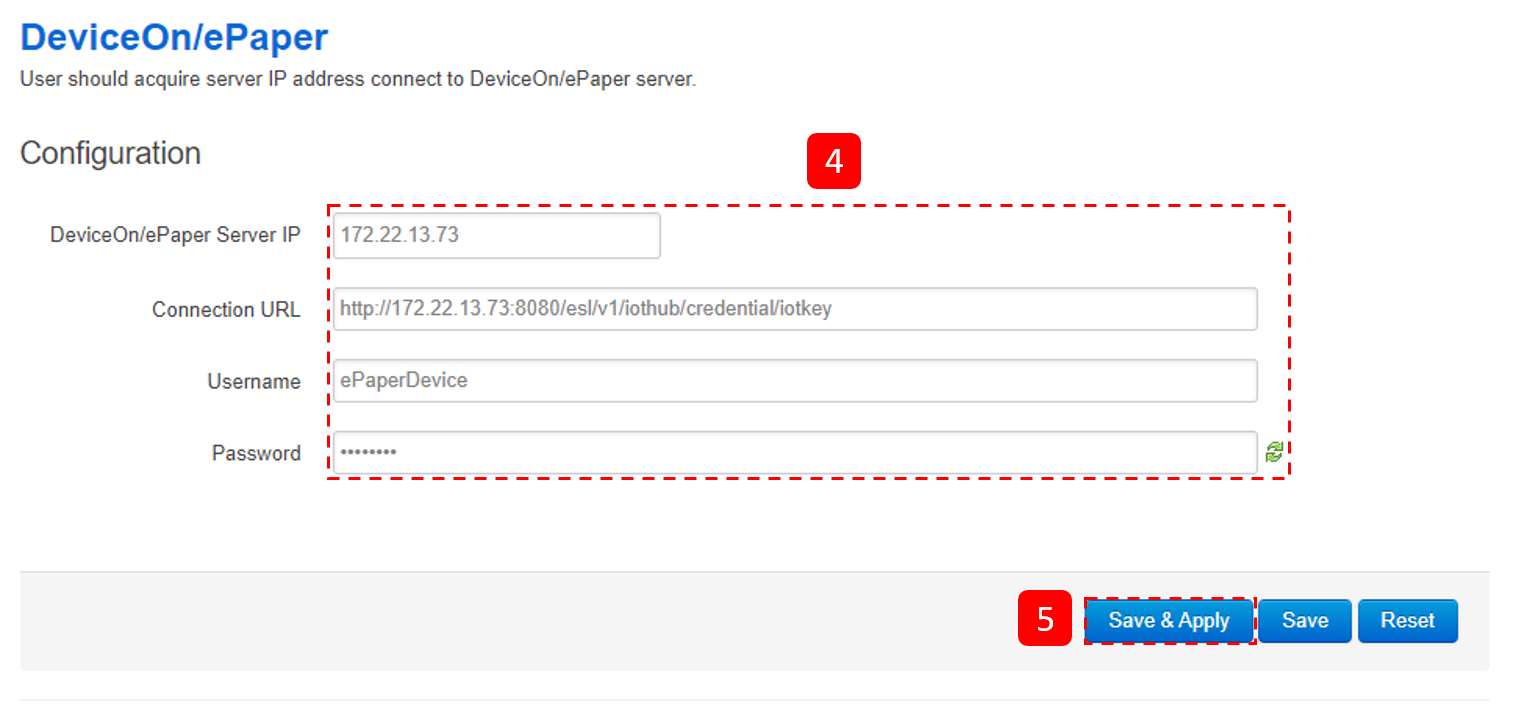 DeviceOn/ePaper
User should acquire server IP address connect to DeviceOn/ePaper server.
Configuration
4
DeviceOn/ePaper Server IP 172.22.13.73
Connection URL http://172.22.13.73:8080/esl/v1/iothub/credential/iotkey
Username ePaperDevice
Password ••••••••
5 Save & Apply Save Reset